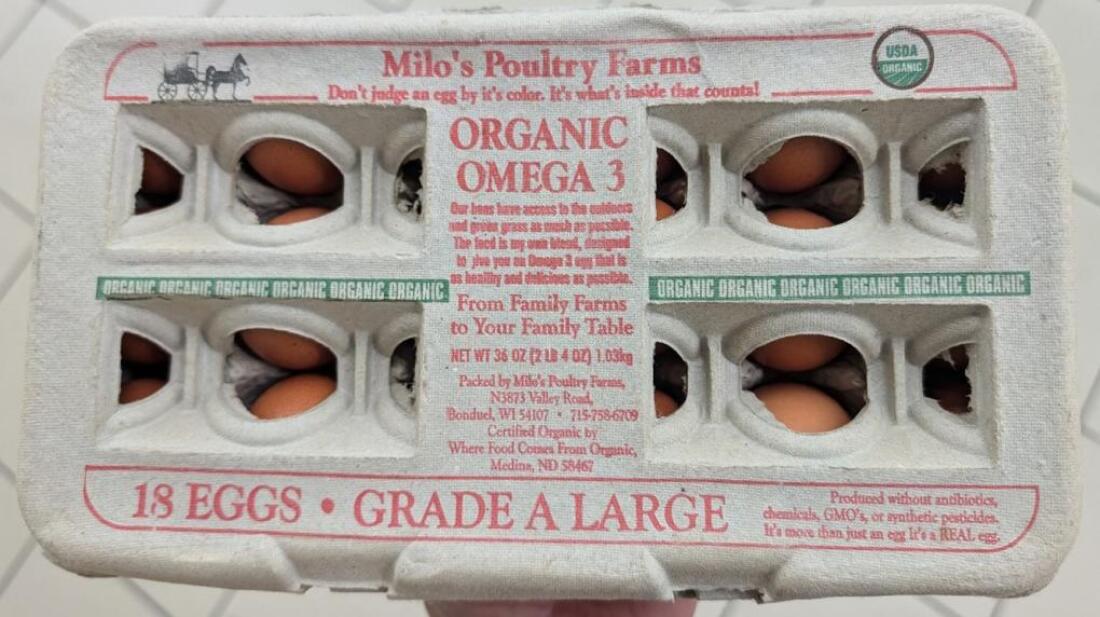 Milo's Poultry Farms
Don't judge an egg by it's color. It's what's inside that counts!
USDA
ORGANIC
ORGANIC
OMEGA 3
Our hens have access to the outdoors
and green grass as much as possible.
The feed is my own blend, designed
to give you an Omega 3 egg that is
as healthy and delicious as possible.
ORGANIC ORGANIC ORGANIC ORGANIC ORGANIC ORGANIC
ORGANIC ORGANIC ORGANIC ORGANIC ORGANIC ORGANIC
From Family Farms
to Your Family Table
NET WT 36 OZ (2 LB 4 OZ) 1.03kg
Packed by Milo's Poultry Farms,
N3873 Valley Road,
Bonduel, WI 54107 • 715-758-6709
Certified Organic by
Where Food Comes From Organic,
Medina, ND 58467
18 EGGS • GRADE A LARGE
Produced without antibiotics,
chemicals, GMO's, or synthetic pesticides.
It's more than just an egg It's a REAL egg.